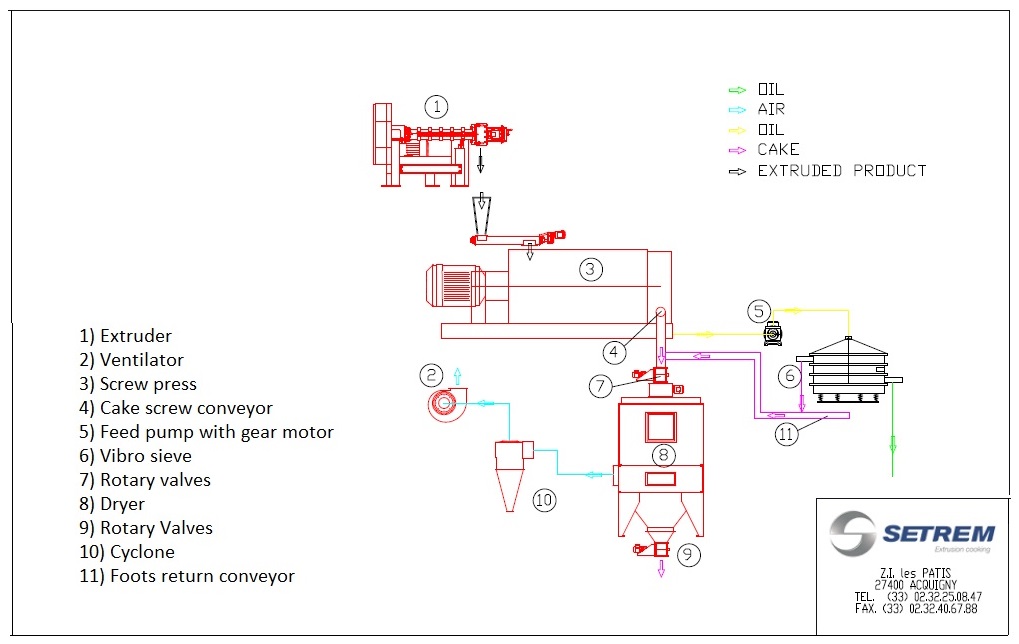 1
OIL
AIR
OIL
CAKE
EXTRUDED PRODUCT
3
5
4
2
7
6
11
8
10
9
1) Extruder
2) Ventilator
3) Screw press
4) Cake screw conveyor
5) Feed pump with gear motor
6) Vibro sieve
7) Rotary valves
8) Dryer
9) Rotary Valves
10) Cyclone
11) Foots return conveyor
SETREM
Extrusion cooking
Z.I. les PATIS
27400 ACQUIGNY
TEL. (33) 02.32.25.08.47
FAX. (33) 02.32.40.67.88